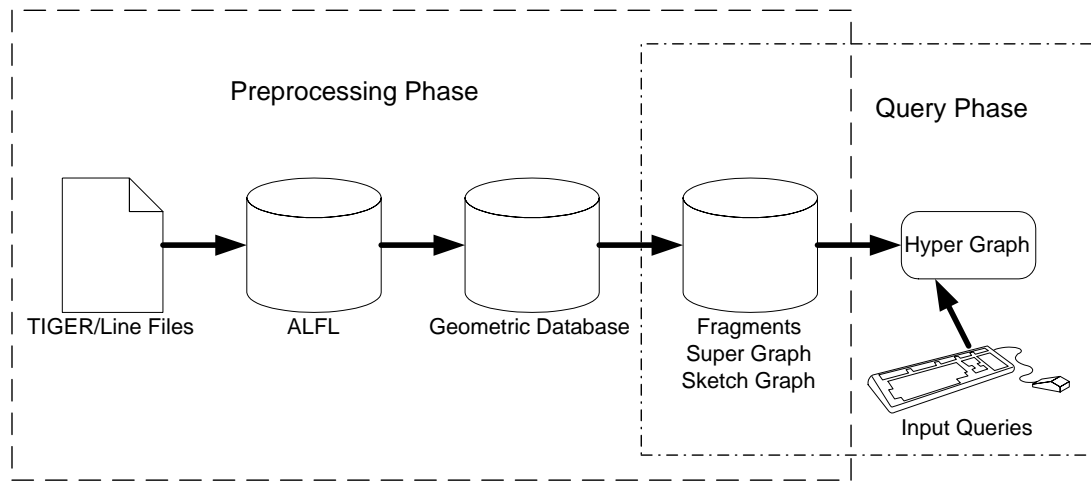 Preprocessing Phase
Query Phase
Hyper Graph
TIGER/Line Files
ALFL
Geometric Database
Fragments
Super Graph
Sketch Graph
Input Queries